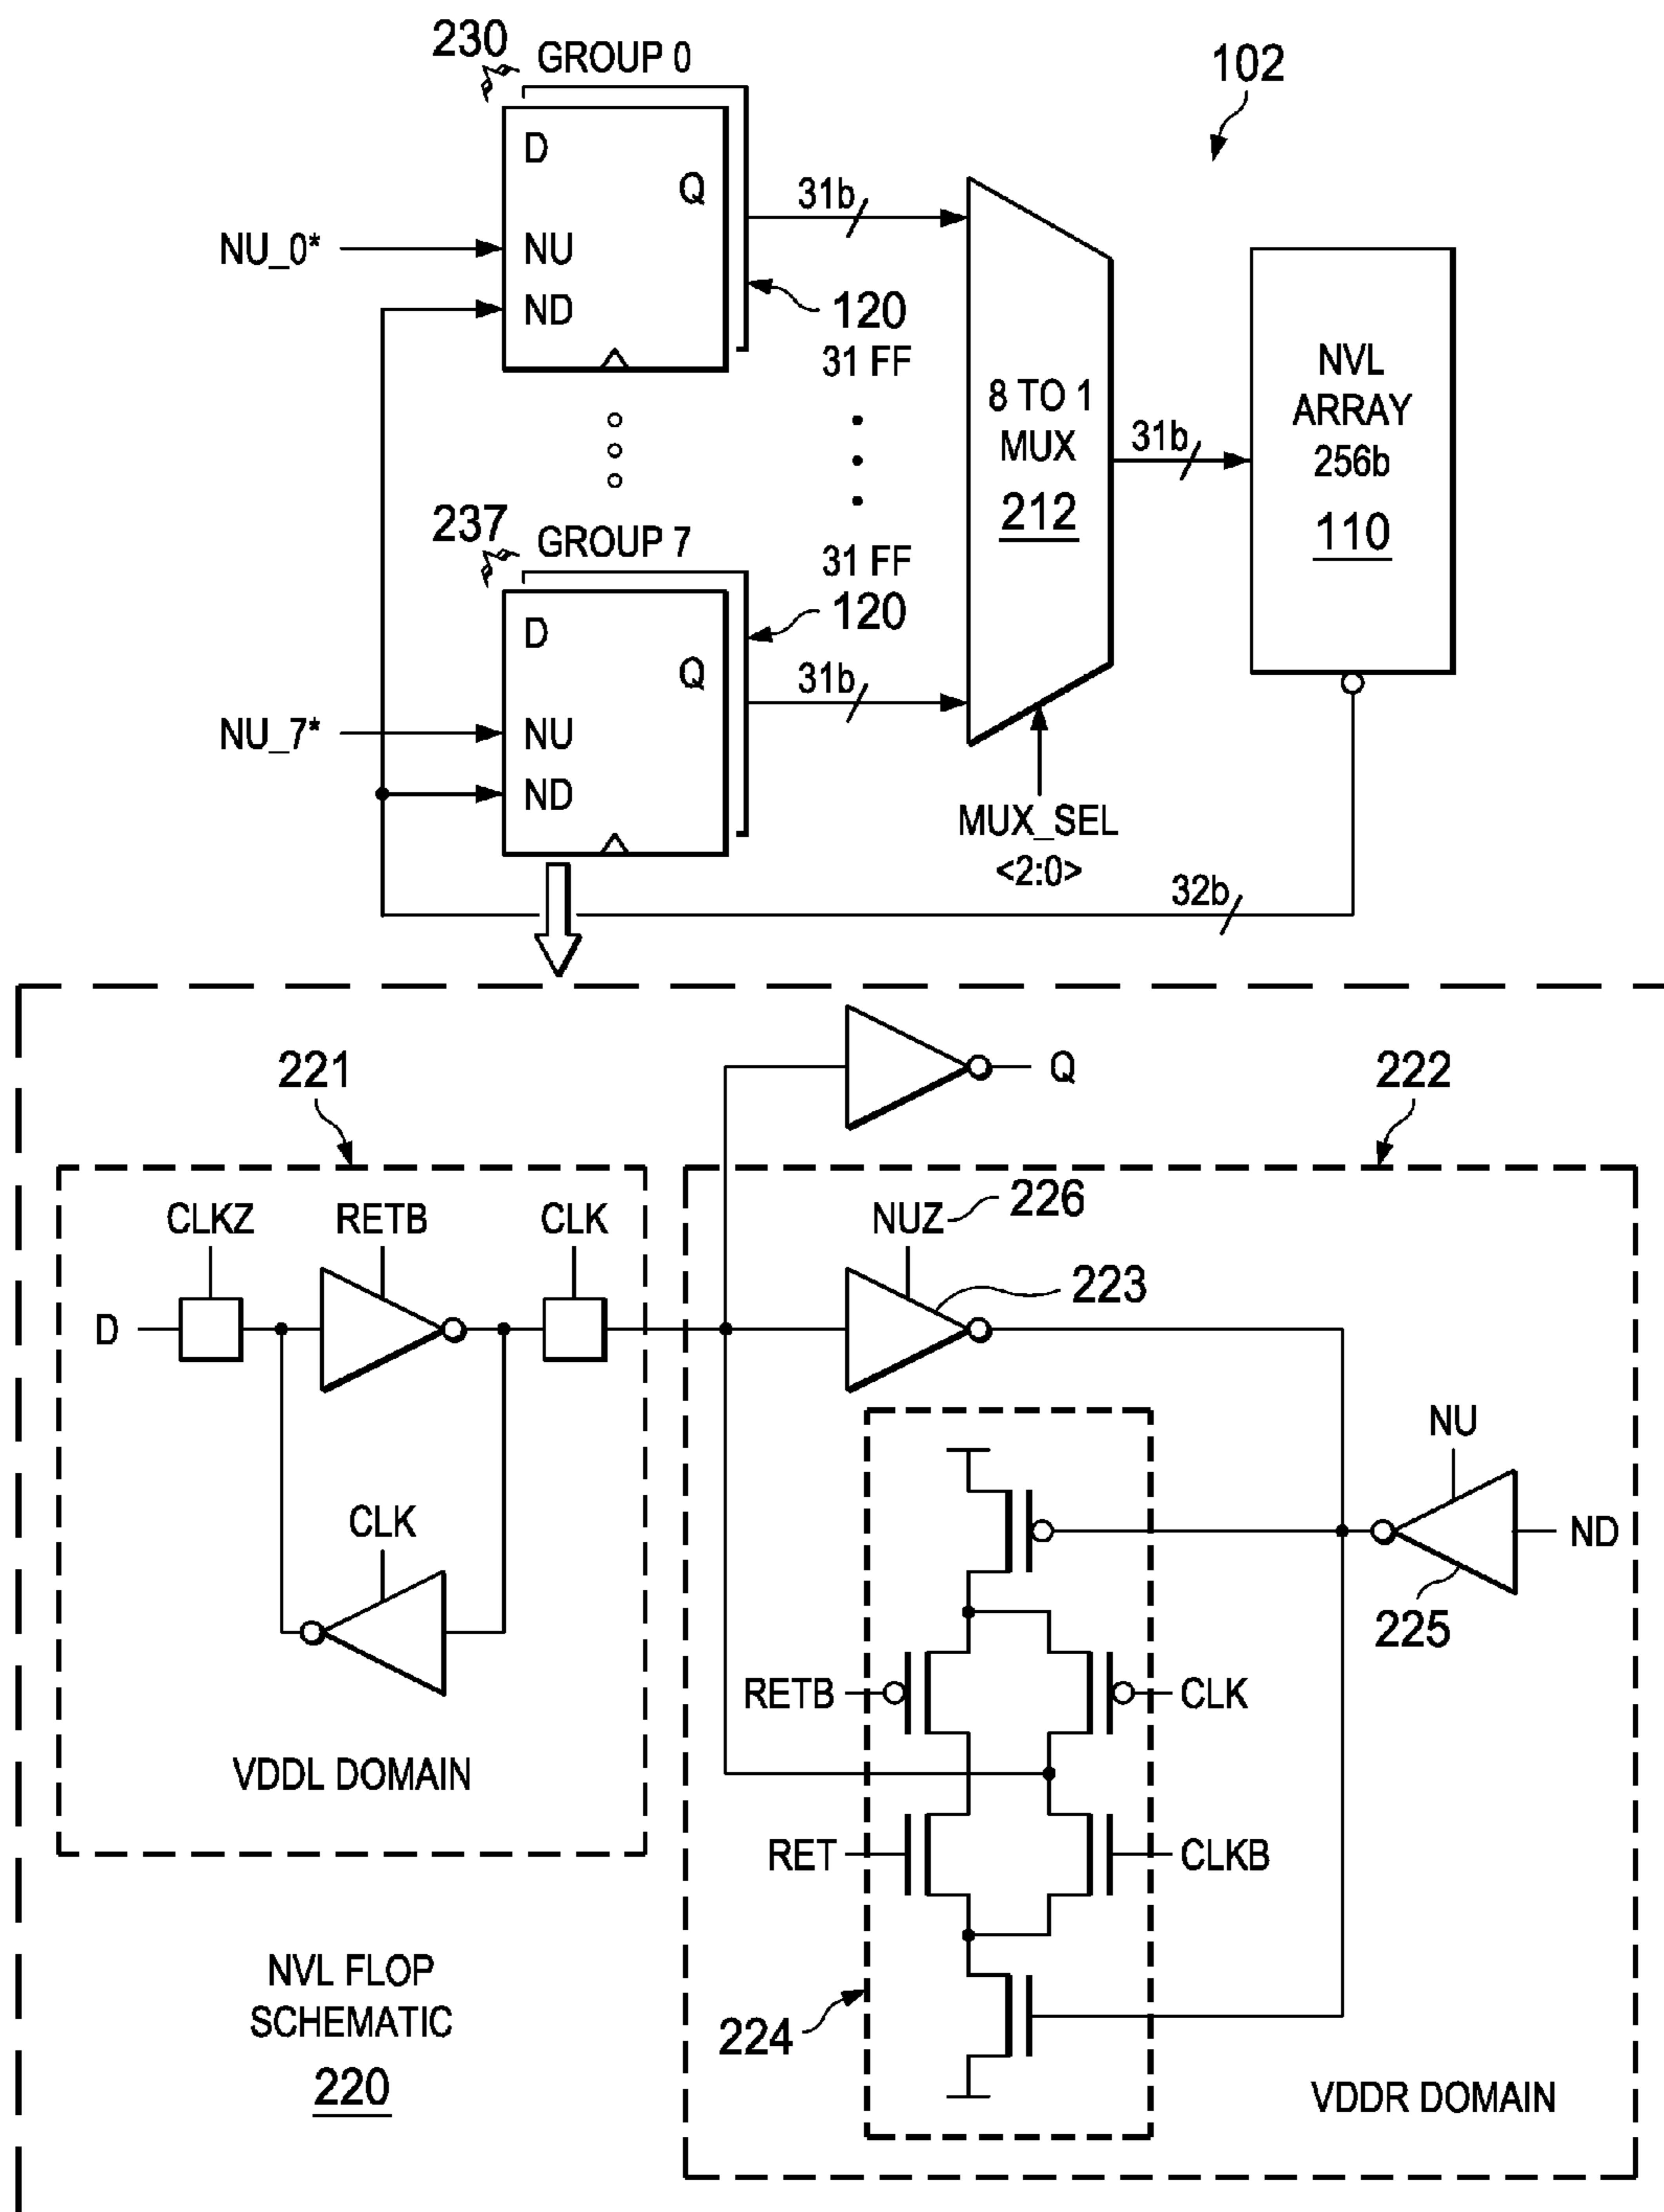 230
GROUP 0
102
D
Q
31b
NU_0*
NU
ND
120
31 FF
8 TO 1
MUX
212
31b
NVL
ARRAY
256b
110
237
GROUP 7
31 FF
120
D
Q
31b
NU_7*
NU
ND
MUX_SEL
<2:0>
32b
221
Q
222
CLKZ
RETB
CLK
NUZ
226
D
223
CLK
NU
ND
225
RETB
CLK
VDDL DOMAIN
RET
CLKB
NVL FLOP
SCHEMATIC
220
224
VDDR DOMAIN